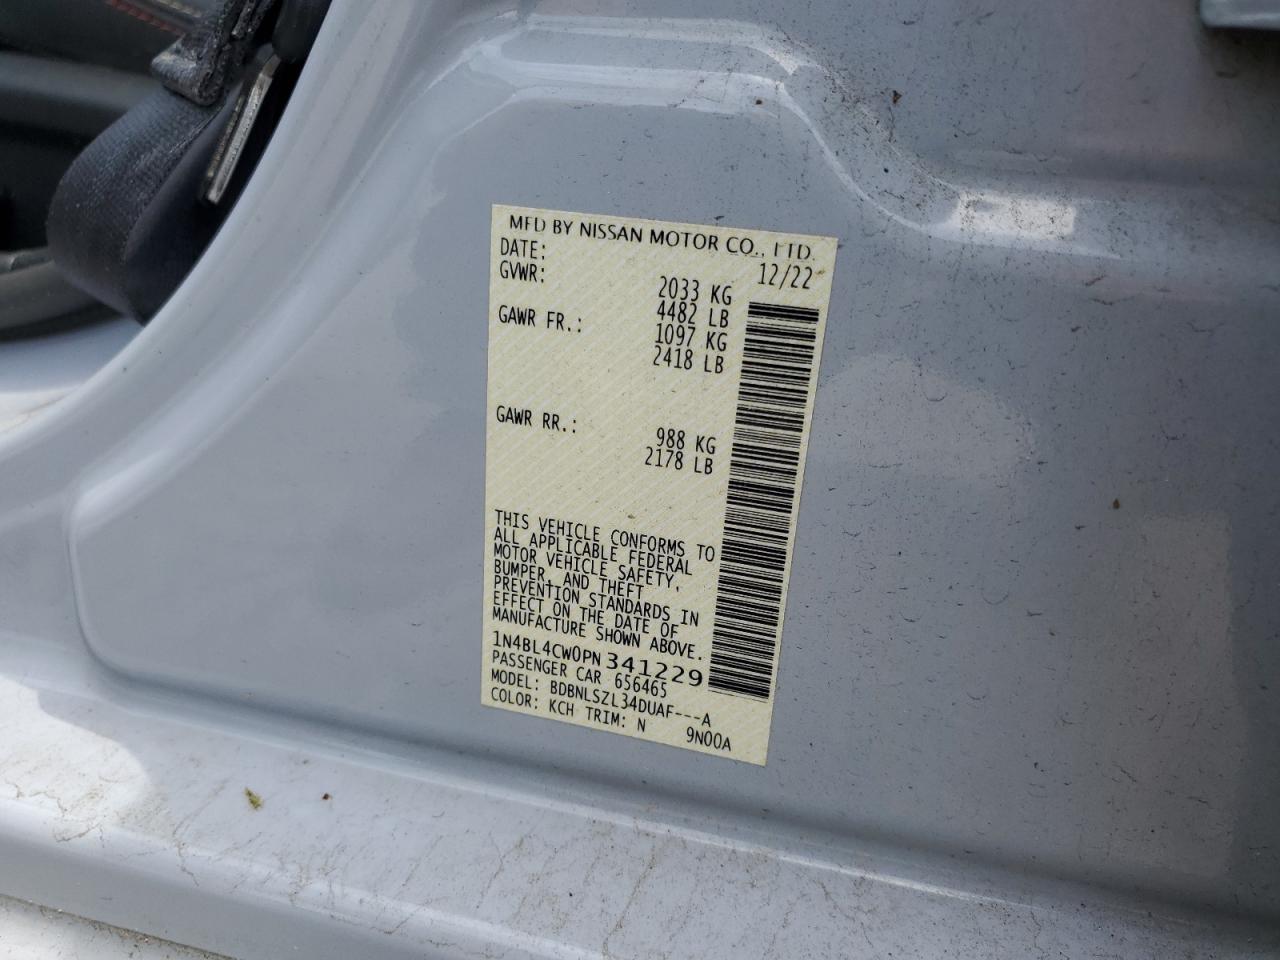 MFD BY NISSAN MOTOR CO., LTD.
DATE: 12/22
GVWR: 2033 KG
4482 LB
GAWR FR.: 1097 KG
2418 LB
GAWR RR.: 988 KG
2178 LB
THIS VEHICLE CONFORMS TO
ALL APPLICABLE FEDERAL
MOTOR VEHICLE SAFETY,
BUMPER, AND THEFT
PREVENTION STANDARDS IN
EFFECT ON THE DATE OF
MANUFACTURE SHOWN ABOVE.
1N4BL4CW0PN341229
PASSENGER CAR 656465
MODEL: BDBNLSZL34DUAF---A
COLOR: KCH TRIM: N 9N00A